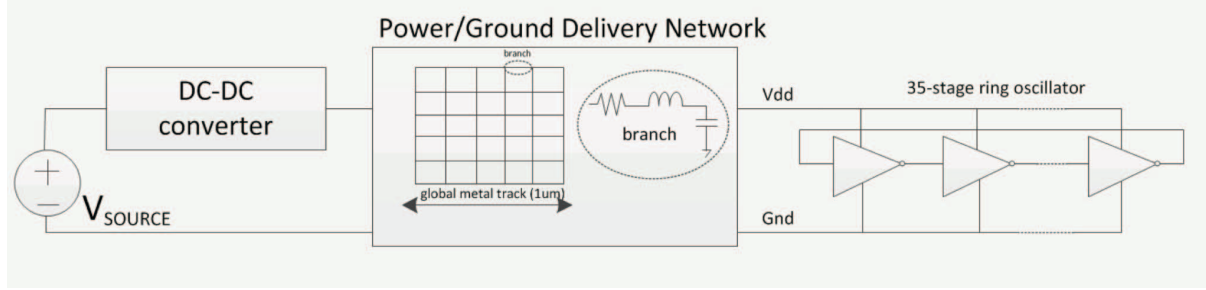 Power/Ground Delivery Network
branch
DC-DC
converter
branch
global metal track (1um)
Vdd
35-stage ring oscillator
+
—
VSOURCE
Gnd